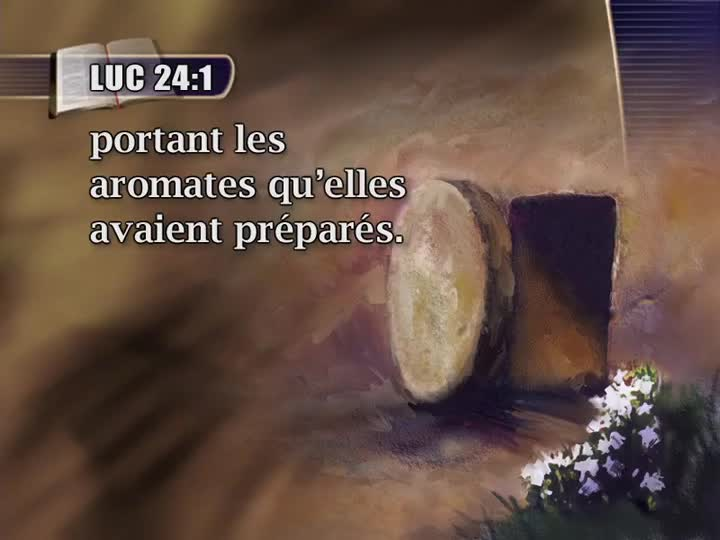 LUC 24:1
portant les
aromates qu’elles
avaient préparés.